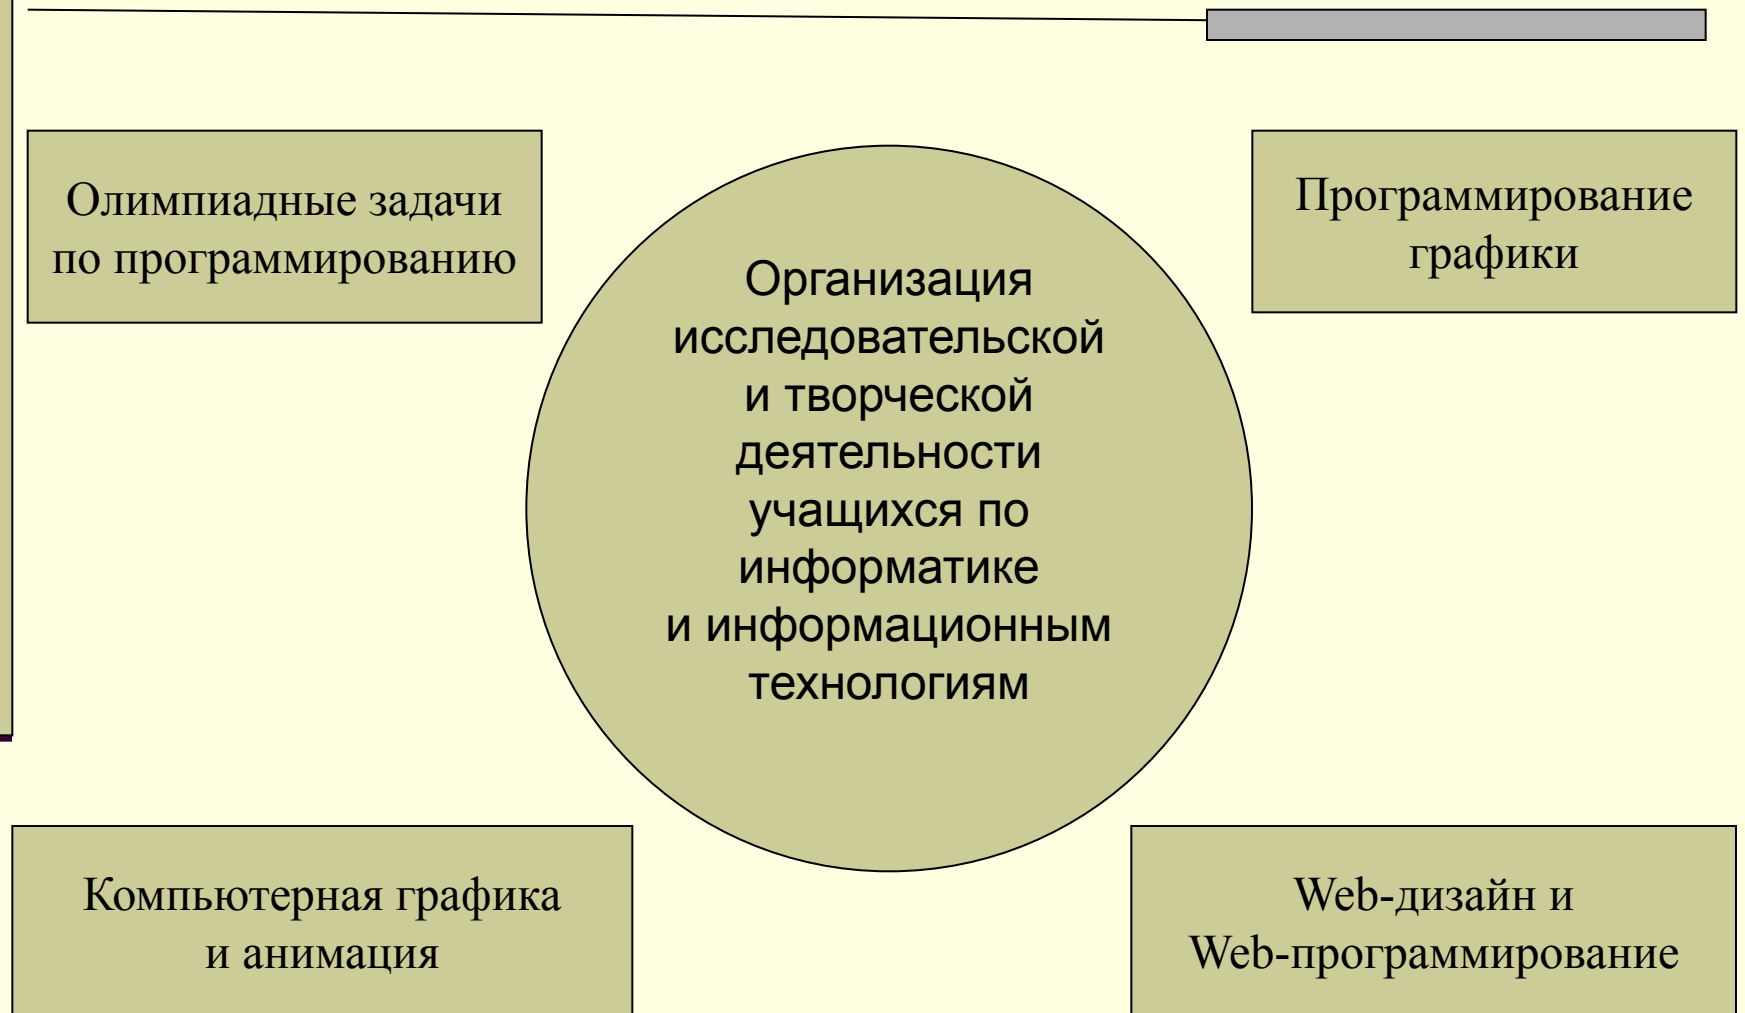 Олимпиадные задачи
по программированию
Программирование
графики
Организация
исследовательской
и творческой
деятельности
учащихся по
информатике
и информационным
технологиям
Компьютерная графика
и анимация
Web-дизайн и
Web-программирование